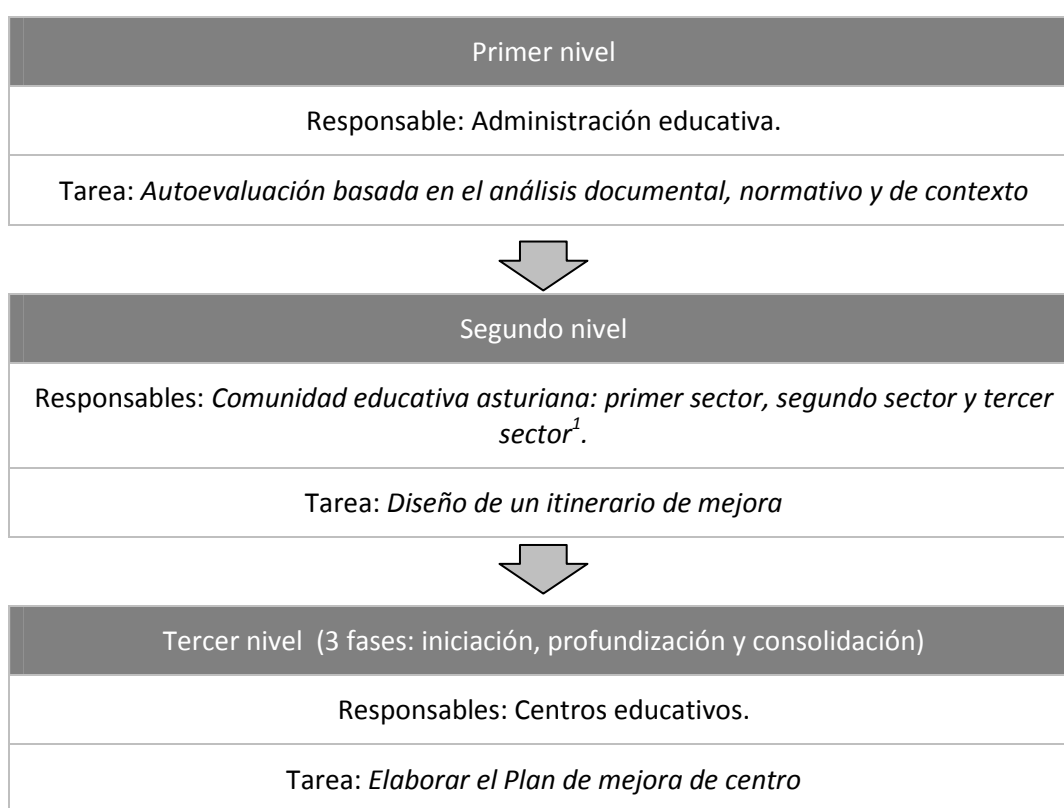 Primer nivel
Responsable: Administración educativa.
Tarea: Autoevaluación basada en el análisis documental, normativo y de contexto
Segundo nivel
Responsables: Comunidad educativa asturiana: primer sector, segundo sector y tercer
sector1.
Tarea: Diseño de un itinerario de mejora
Tercer nivel (3 fases: iniciación, profundización y consolidación)
Responsables: Centros educativos.
Tarea: Elaborar el Plan de mejora de centro